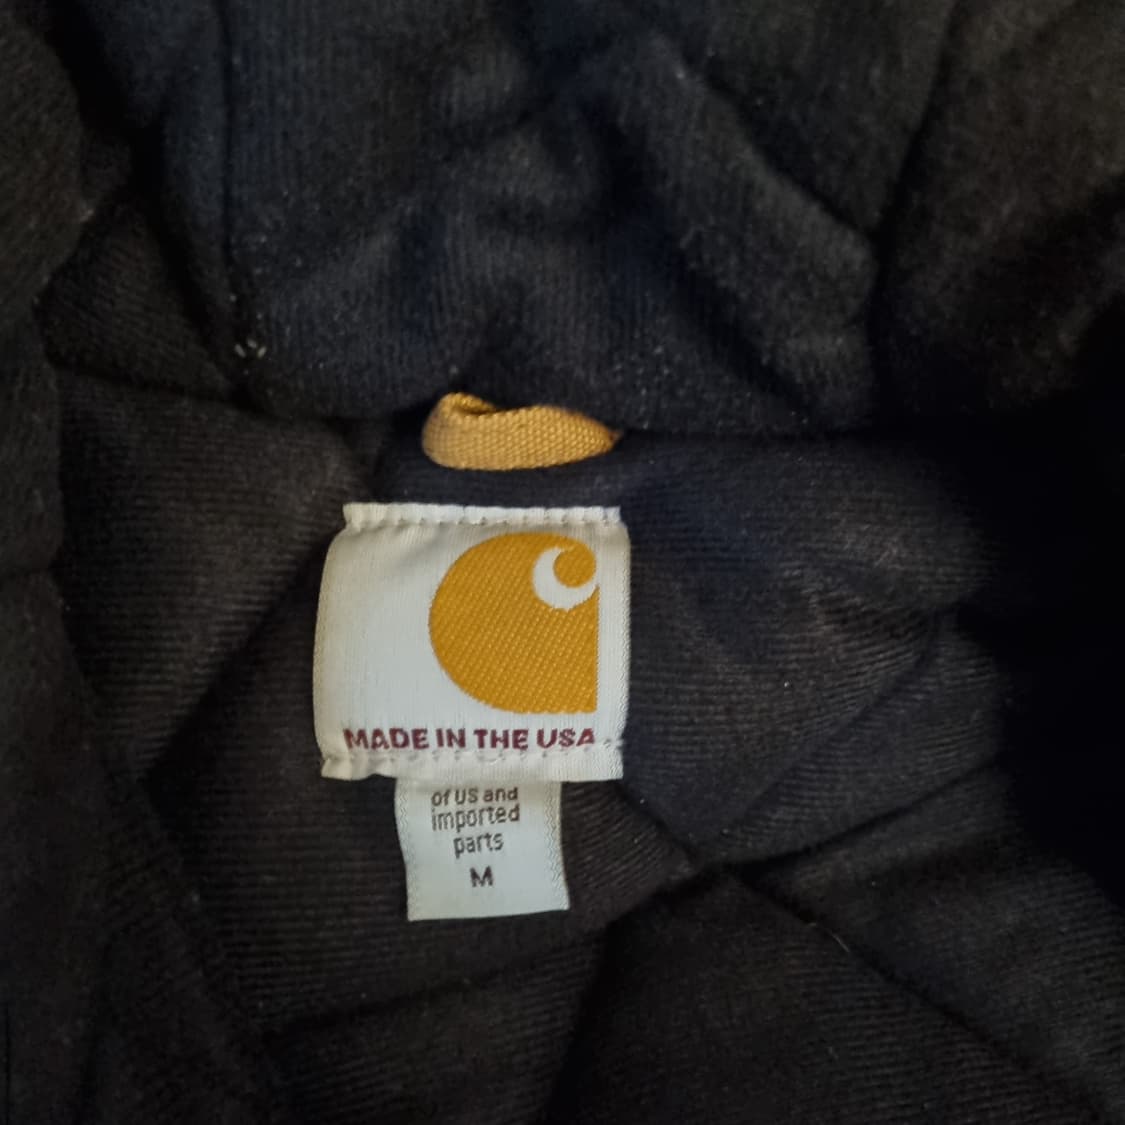 MADE IN THE USA
of US and
imported
parts
M